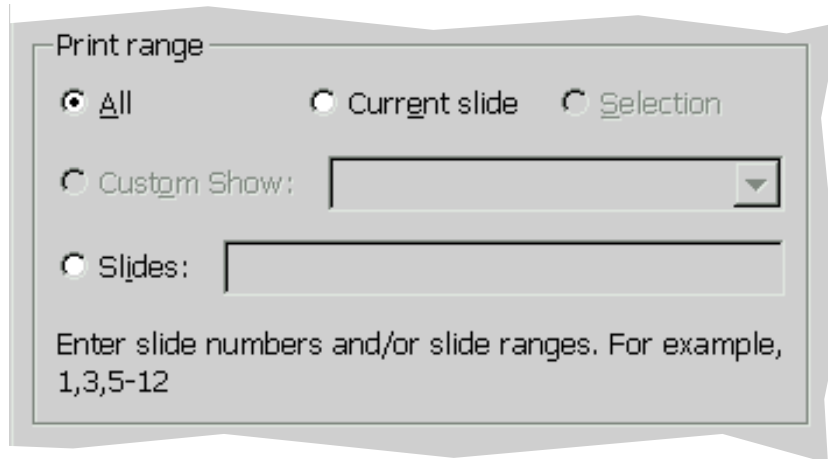 Print range
All Current slide Selection
Custom Show:
Slides:
Enter slide numbers and/or slide ranges. For example,
1,3,5-12